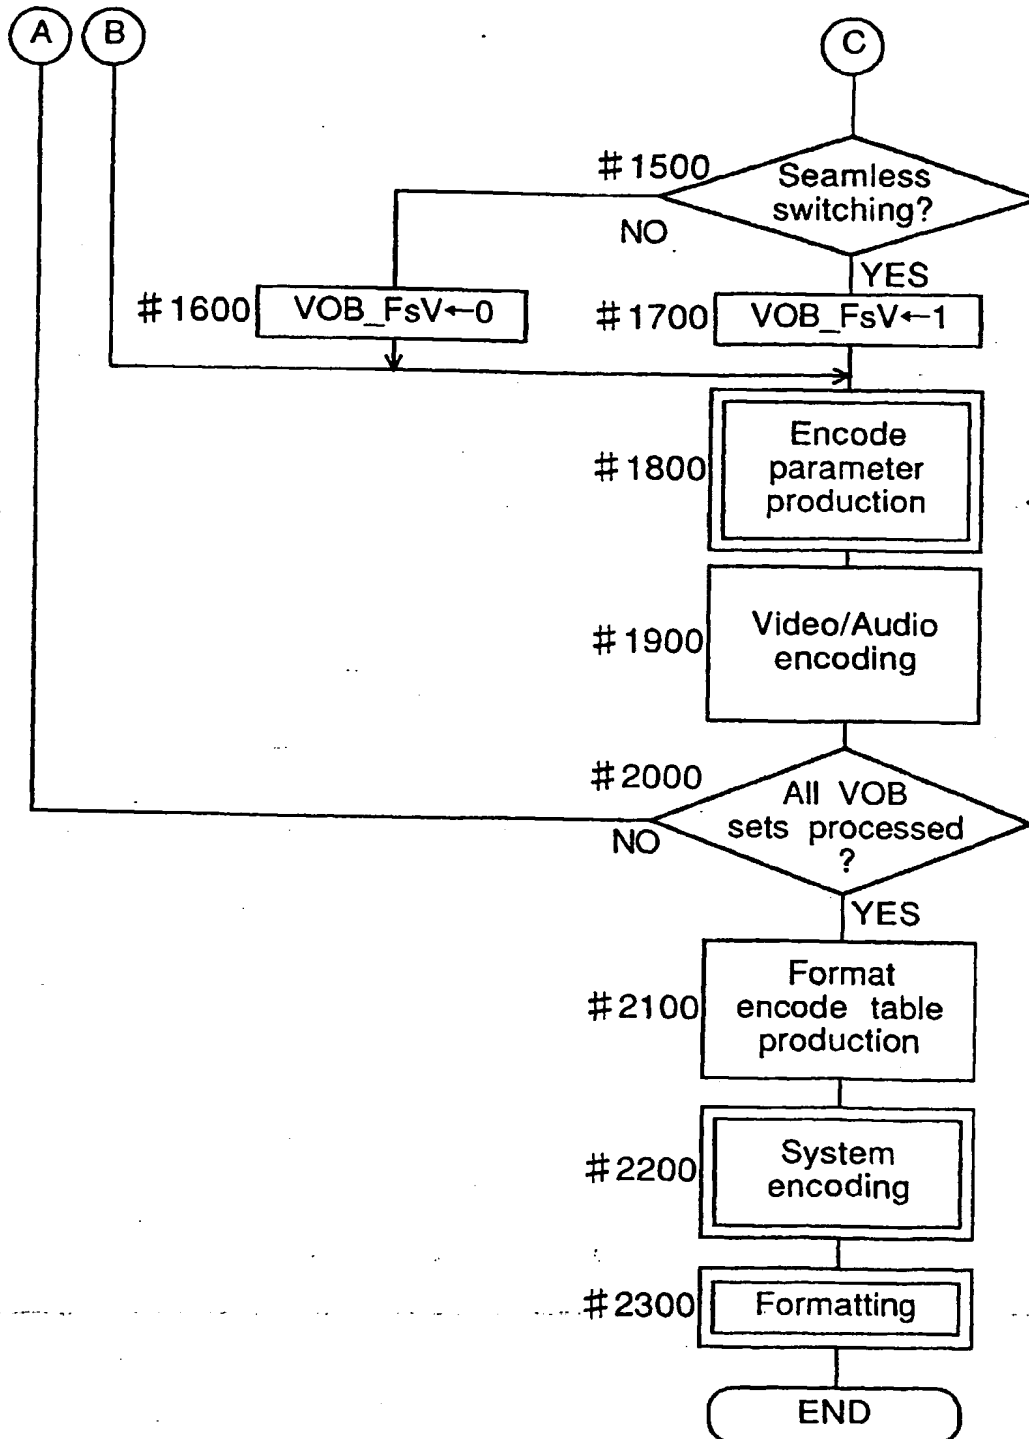 A B C
#1500 Seamless
switching?
NO
YES
#1600 VOB_FsV←0
#1700 VOB_FsV←1
#1800
Encode
parameter
production
#1900
Video/Audio
encoding
#2000
All VOB
sets processed
?
NO
YES
#2100
Format
encode table
production
#2200
System
encoding
#2300 Formatting
END